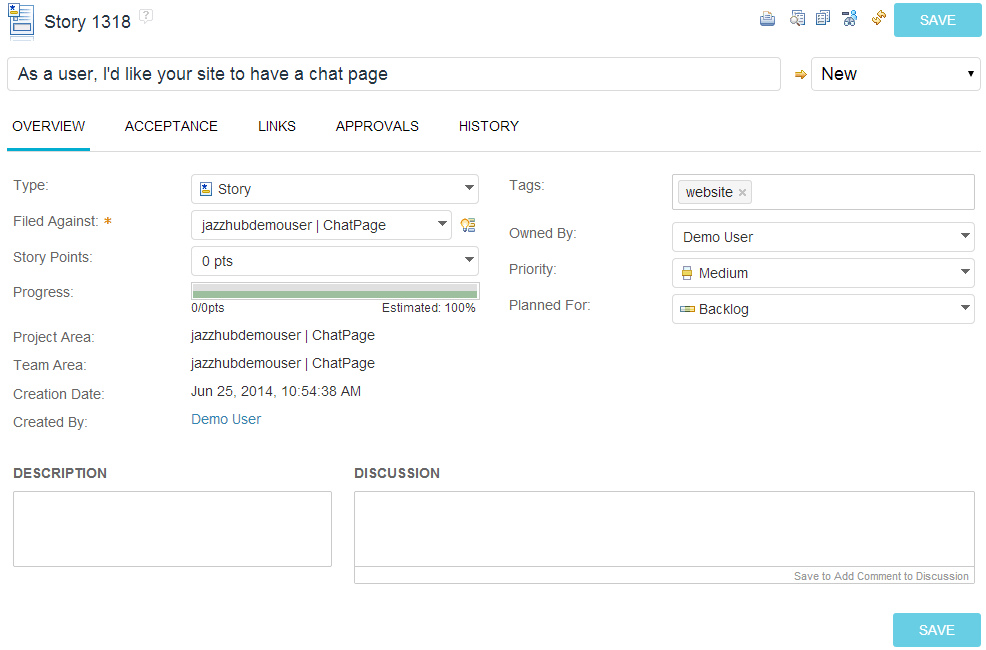 Story 1318 ?
SAVE
As a user, I'd like your site to have a chat page
New
OVERVIEW ACCEPTANCE LINKS APPROVALS HISTORY
Type: Story
Filed Against: * jazzhubdemouser | ChatPage
Story Points: 0 pts
Progress:
0/0pts Estimated: 100%
Project Area: jazzhubdemouser | ChatPage
Team Area: jazzhubdemouser | ChatPage
Creation Date: Jun 25, 2014, 10:54:38 AM
Created By: Demo User
Tags: website ×
Owned By: Demo User
Priority: Medium
Planned For: Backlog
DESCRIPTION
DISCUSSION
Save to Add Comment to Discussion
SAVE